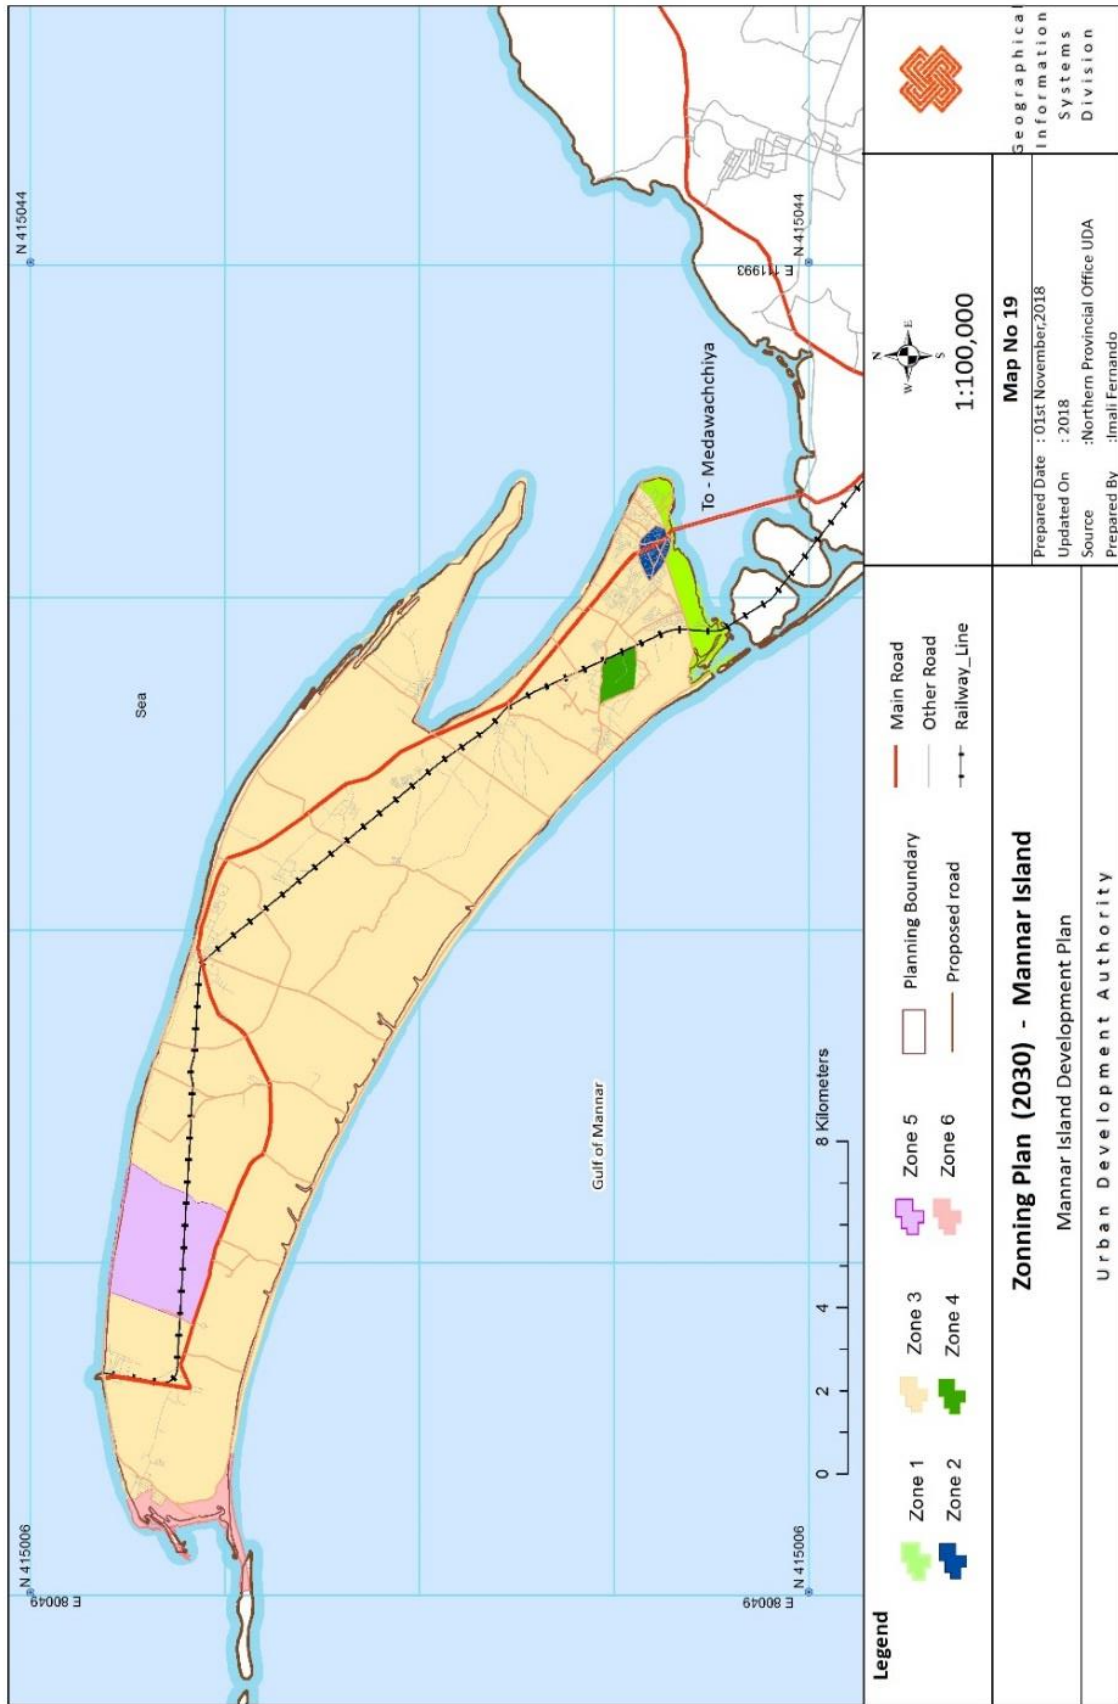 N 415006
N 415044
E 80049
Sea
To - Medawachchiya
Gulf of Mannar
E 111993
0 2 4 8 Kilometers
E 80049
N 415006
N 415044
Legend
Zone 1
Zone 2
Zone 3
Zone 4
Zone 5
Zone 6
Planning Boundary
Proposed road
Main Road
Other Road
Railway_Line
N
W
E
S
1:100,000
Zonning Plan (2030) - Mannar Island
Mannar Island Development Plan
Urban Development Authority
Map No 19
Prepared Date : 01st November,2018
Updated On : 2018
Source :Northern Provincial Office UDA
Prepared By :Imali Fernando
Geographical
Information
Systems
Division